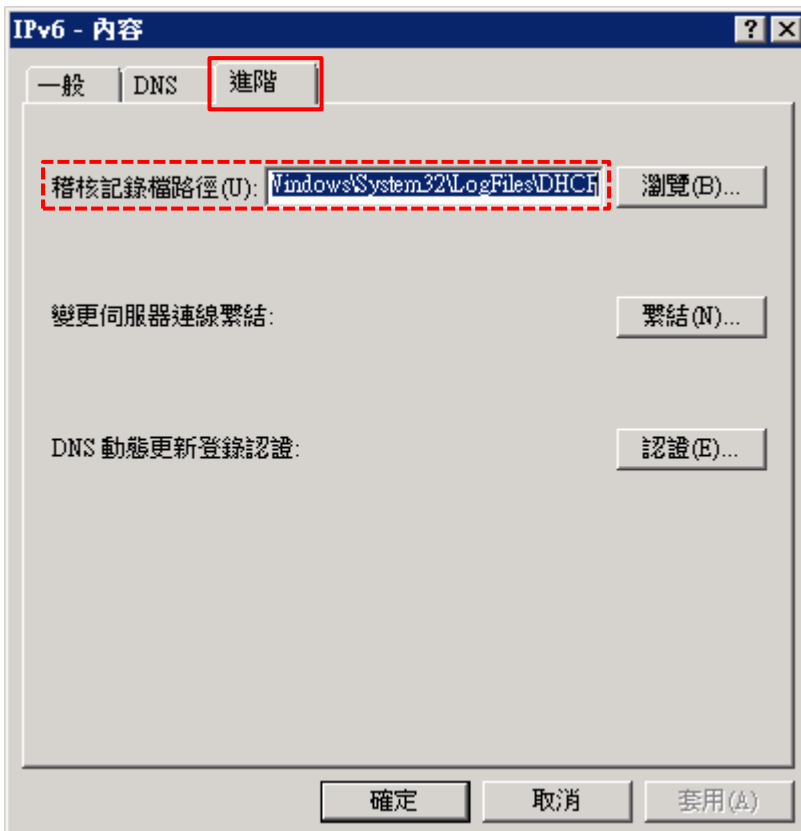 IPv6 - 內容
一般 DNS 進階
稽核記錄檔路徑(U): Windows\System32\LogFiles\DHCP 瀏覽(B)...
變更伺服器連線繫結: 繫結(N)...
DNS 動態更新登錄認證: 認證(E)...
確定 取消 套用(A)